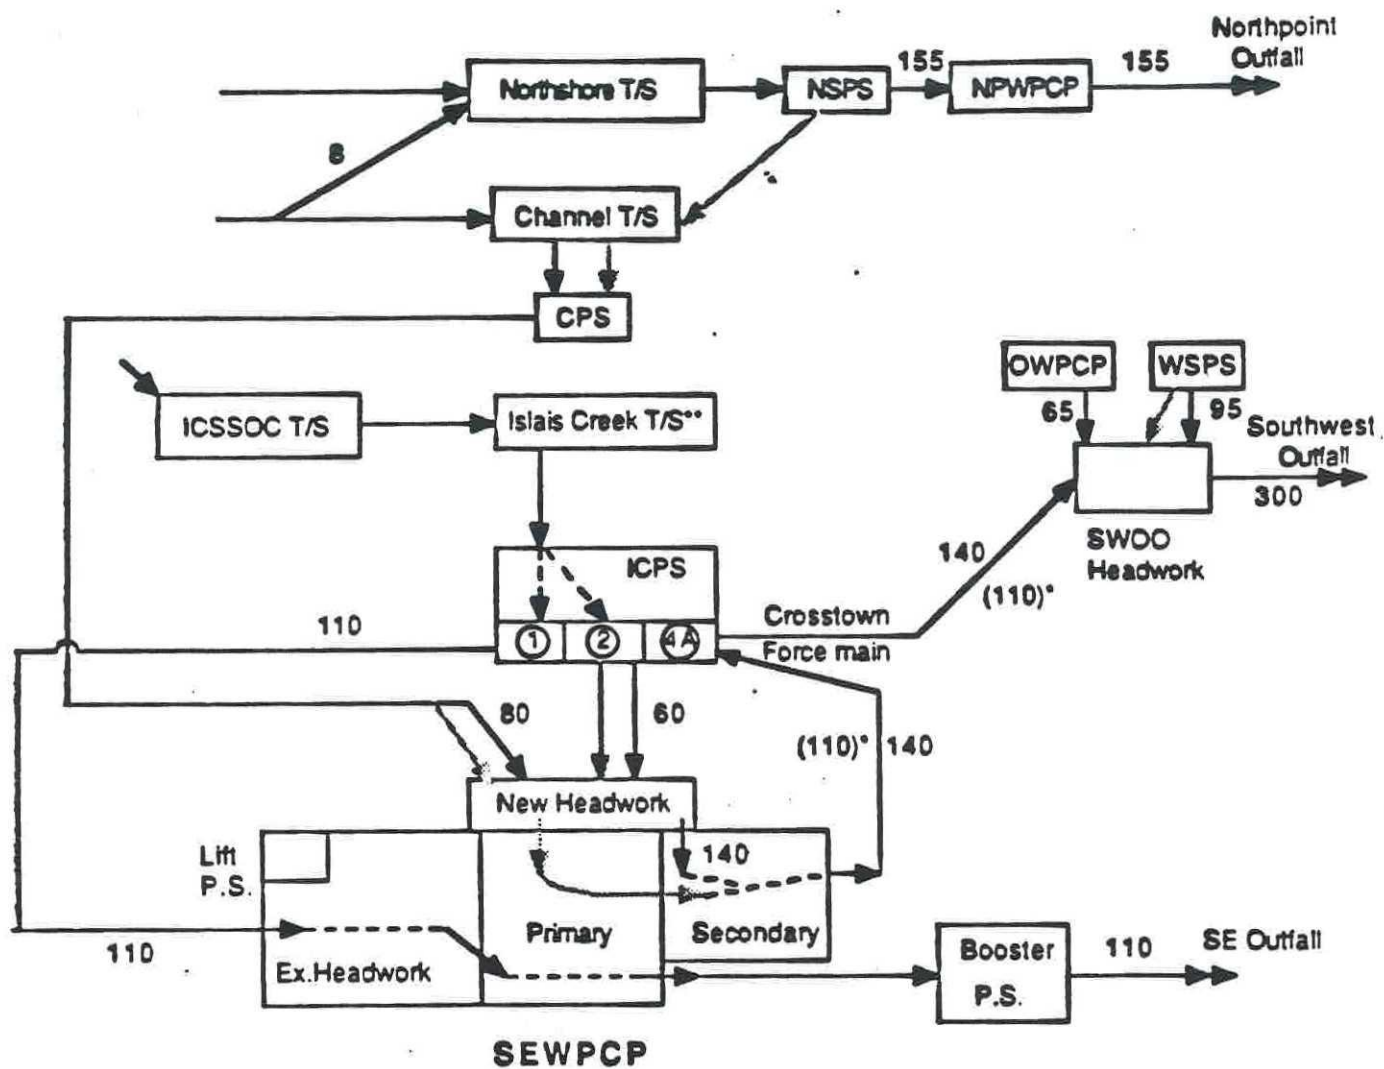 Northpoint
Outfall
155
155
Northshore T/S
NSPS
NPWPCP
8
Channel T/S
CPS
OWPCP
WSPS
65
95
ICSSOC T/S
Islais Creek T/S**
Southwest
Outfall
300
SWOO
Headwork
140
(110)*
ICPS
Crosstown
Force main
110
1
2
4A
80
60
(110)*
140
New Headwork
Lift
P.S.
140
Primary
Secondary
110
Ex.Headwork
Booster
P.S.
110
SE Outfall
SEWPCP